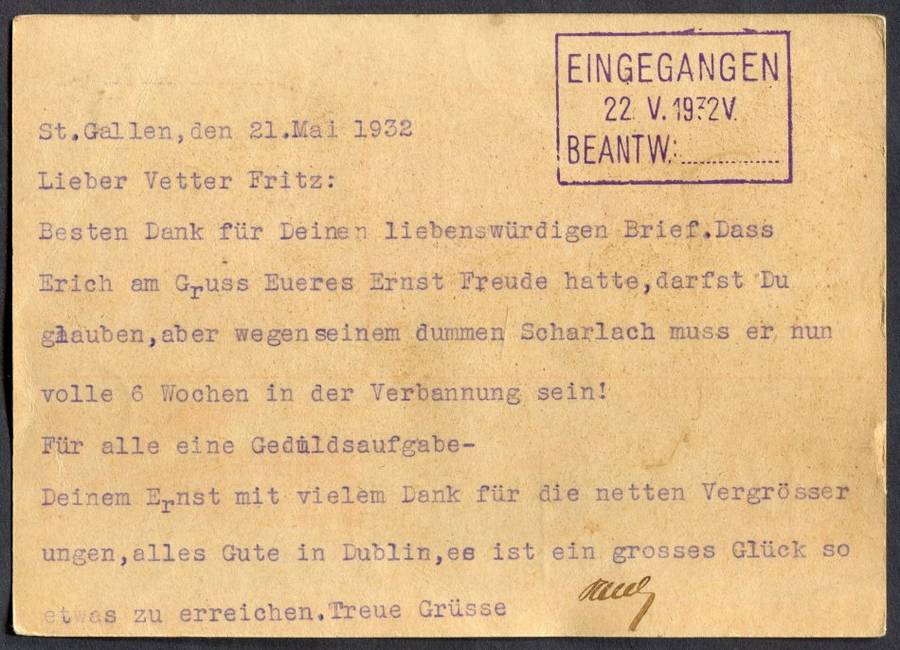 EINGEGANGEN
22. V. 1932 V.
BEANTW.:
St.Gallen,den 21.Mai 1932
Lieber Vetter Fritz:
Besten Dank für Deinen liebenswürdigen Brief.Dass
Erich am Gruss Eueres Ernst Freude hatte,darfst Du
glauben,aber wegen seinem dummen Scharlach muss er nun
volle 6 Wochen in der Verbannung sein!
Für alle eine Geduldsaufgabe-
Deinem Ernst mit vielem Dank für die netten Vergrösser
ungen,alles Gute in Dublin,es ist ein grosses Glück so
etwas zu erreichen.Treue Grüsse